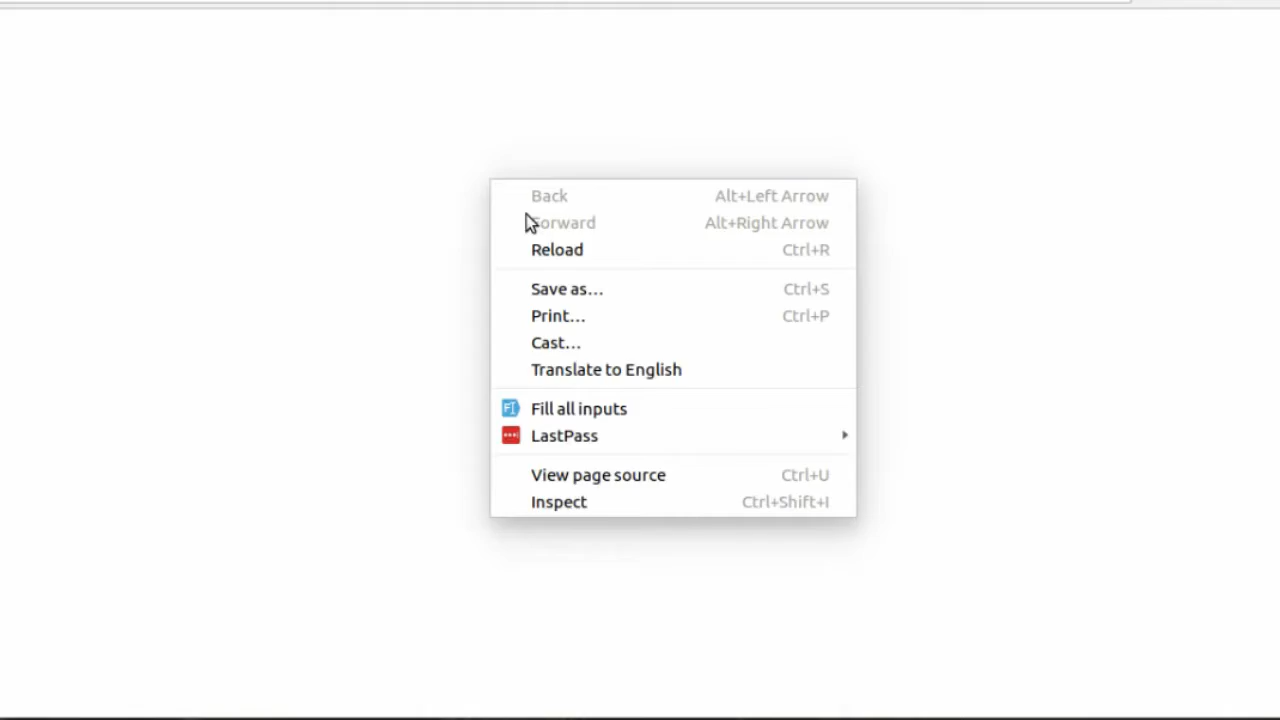 Back Alt+Left Arrow
Forward Alt+Right Arrow
Reload Ctrl+R
Save as... Ctrl+S
Print... Ctrl+P
Cast...
Translate to English
Fill all inputs
LastPass
View page source Ctrl+U
Inspect Ctrl+Shift+I